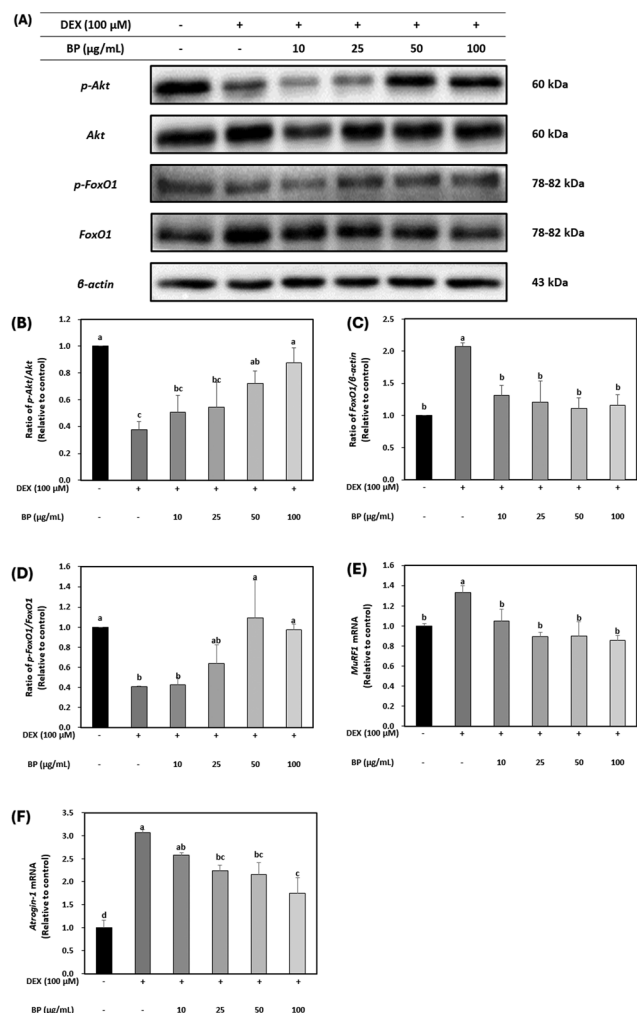 (A)
DEX (100 μM) - + + + + +
BP (μg/mL) - - 10 25 50 100
p-Akt 60 kDa
Akt 60 kDa
p-FoxO1 78-82 kDa
FoxO1 78-82 kDa
β-actin 43 kDa
(B)
Ratio of p-Akt/Akt
(Relative to control)
1.2
1.0
0.8
0.6
0.4
0.2
0.0
a c bc bc ab a
DEX (100 μM) - + + + + +
BP (μg/mL) - - 10 25 50 100
(C)
Ratio of FoxO1/β-actin
(Relative to control)
2.5
2.0
1.5
1.0
0.5
0.0
b a b b b b
DEX (100 μM) - + + + + +
BP (μg/mL) - - 10 25 50 100
(D)
Ratio of p-FoxO1/FoxO1
(Relative to control)
1.6
1.4
1.2
1.0
0.8
0.6
0.4
0.2
0.0
a b b ab a a
DEX (100 μM) - + + + + +
BP (μg/mL) - - 10 25 50 100
(E)
MuRF1 mRNA
(Relative to control)
1.6
1.4
1.2
1.0
0.8
0.6
0.4
0.2
0.0
b a b b b b
DEX (100 μM) - + + + + +
BP (μg/mL) - - 10 25 50 100
(F)
Atrogin-1 mRNA
(Relative to control)
3.5
3.0
2.5
2.0
1.5
1.0
0.5
0.0
d a ab bc bc c
DEX (100 μM) - + + + + +
BP (μg/mL) - - 10 25 50 100